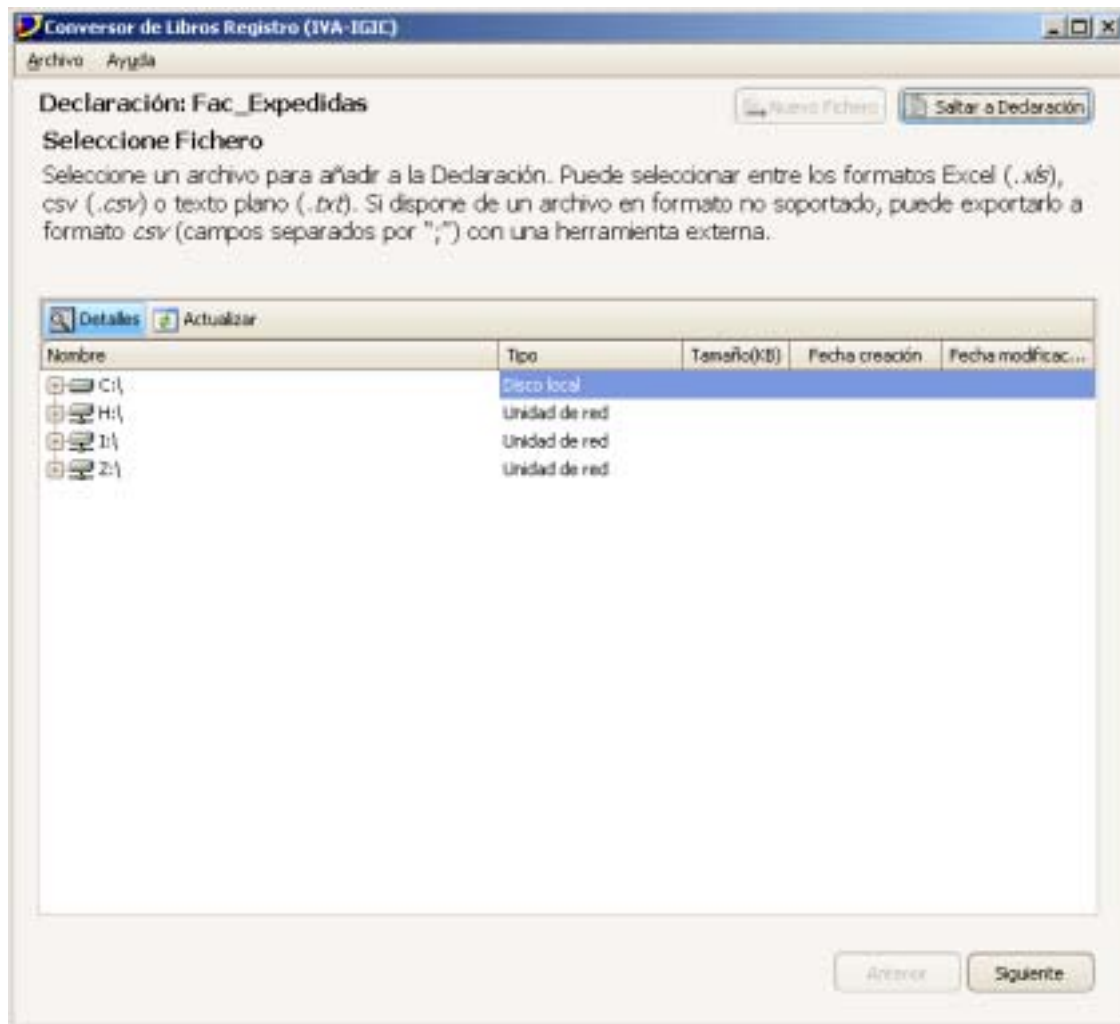 Conversor de Libros Registro (IVA-IGIC)
Archivo Ayuda
Declaración: Fac_Expedidas
Nuevo Fichero Saltar a Declaración
Seleccione Fichero
Seleccione un archivo para añadir a la Declaración. Puede seleccionar entre los formatos Excel (.xls),
csv (.csv) o texto plano (.txt). Si dispone de un archivo en formato no soportado, puede exportarlo a
formato csv (campos separados por ";") con una herramienta externa.
Detalles Actualizar
Nombre Tipo Tamaño(KB) Fecha creación Fecha modificac...
C:\ Disco local
H:\ Unidad de red
I:\ Unidad de red
Z:\ Unidad de red
Anterior Siguiente